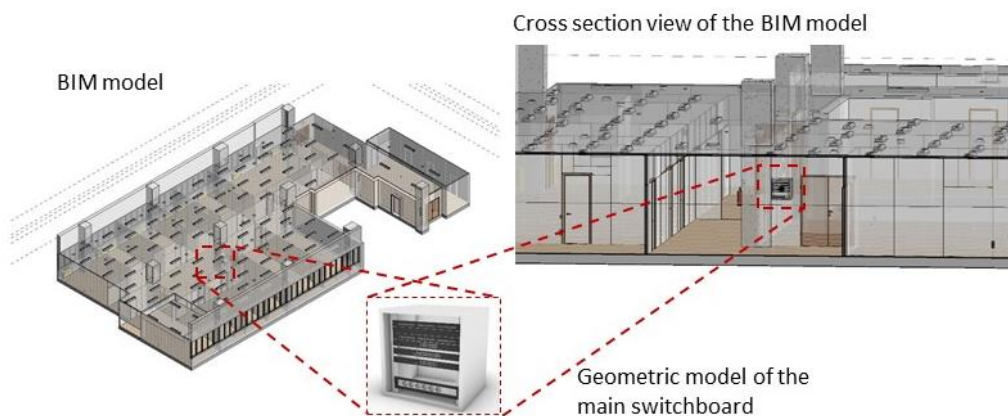 Cross section view of the BIM model
BIM model
Geometric model of the
main switchboard